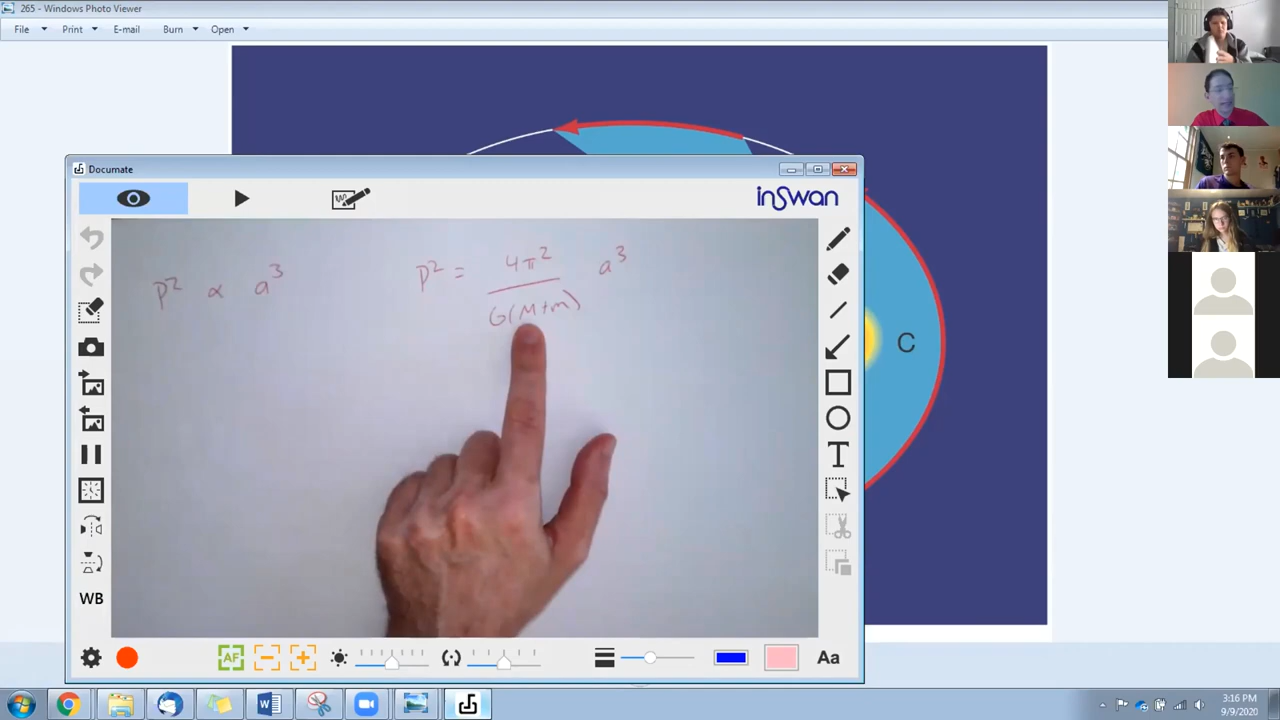 265 - Windows Photo Viewer
File Print E-mail Burn Open
Documate
inswan
P² ∝ a³
P² = 4π² / G(M+m) a³
C
T
WB
AF
Aa
3:16 PM
9/9/2020